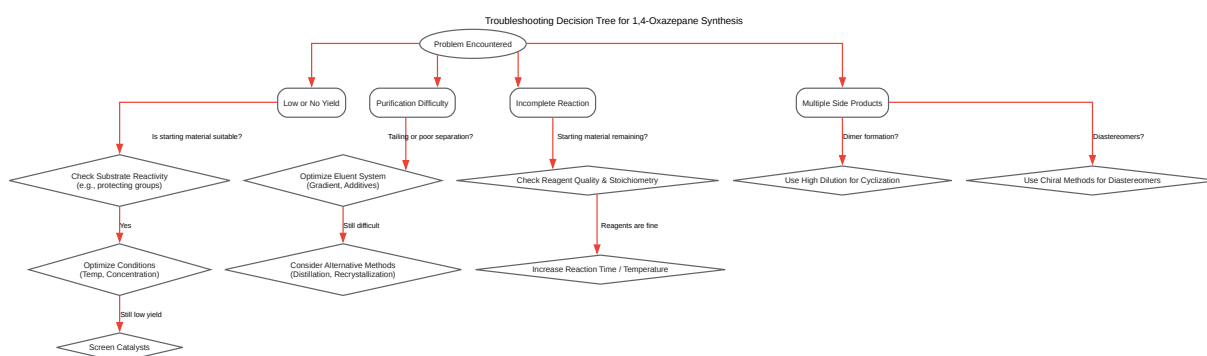 Troubleshooting Decision Tree for 1,4-Oxazepane Synthesis
Problem Encountered
Low or No Yield
Purification Difficulty
Incomplete Reaction
Multiple Side Products
Is starting material suitable?
Tailing or poor separation?
Starting material remaining?
Dimer formation?
Diastereomers?
Check Substrate Reactivity
(e.g., protecting groups)
Optimize Eluent System
(Gradient, Additives)
Check Reagent Quality & Stoichiometry
Use High Dilution for Cyclization
Use Chiral Methods for Diastereomers
Yes
Still difficult
Reagents are fine
Optimize Conditions
(Temp, Concentration)
Consider Alternative Methods
(Distillation, Recrystallization)
Increase Reaction Time / Temperature
Still low yield
Screen Catalysts